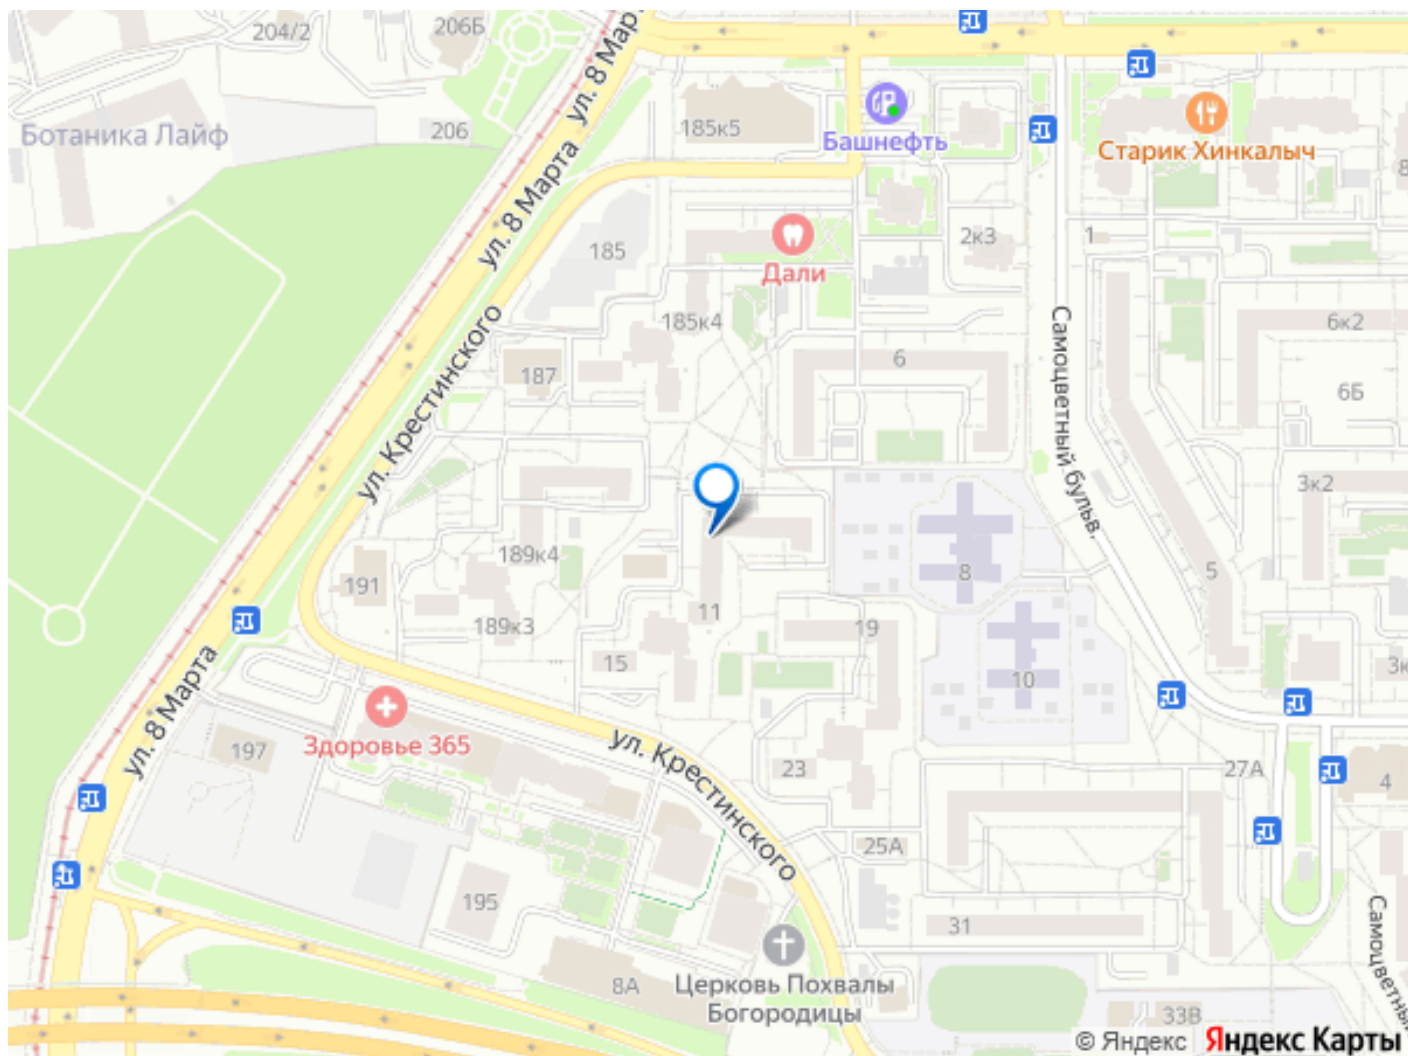 204/2
206Б
ул. 8 Марта
206
Ботаника Лайф
185к5
Башнефть
Старик Хинкалыч
8
ул. 8 Марта
185
Дали
2к3
1
185к4
6
6к2
ул. Крестинского
187
Самоцветный бульв.
6Б
3к2
189к4
191
8
5
11
189к3
19
15
10
3к
ул. 8 Марта
Здоровье 365
197
ул. Крестинского
23
27А
4
25А
195
31
Самоцветный
8А
Церковь Похвалы
Богородицы
33В
© Яндекс Яндекс Карты